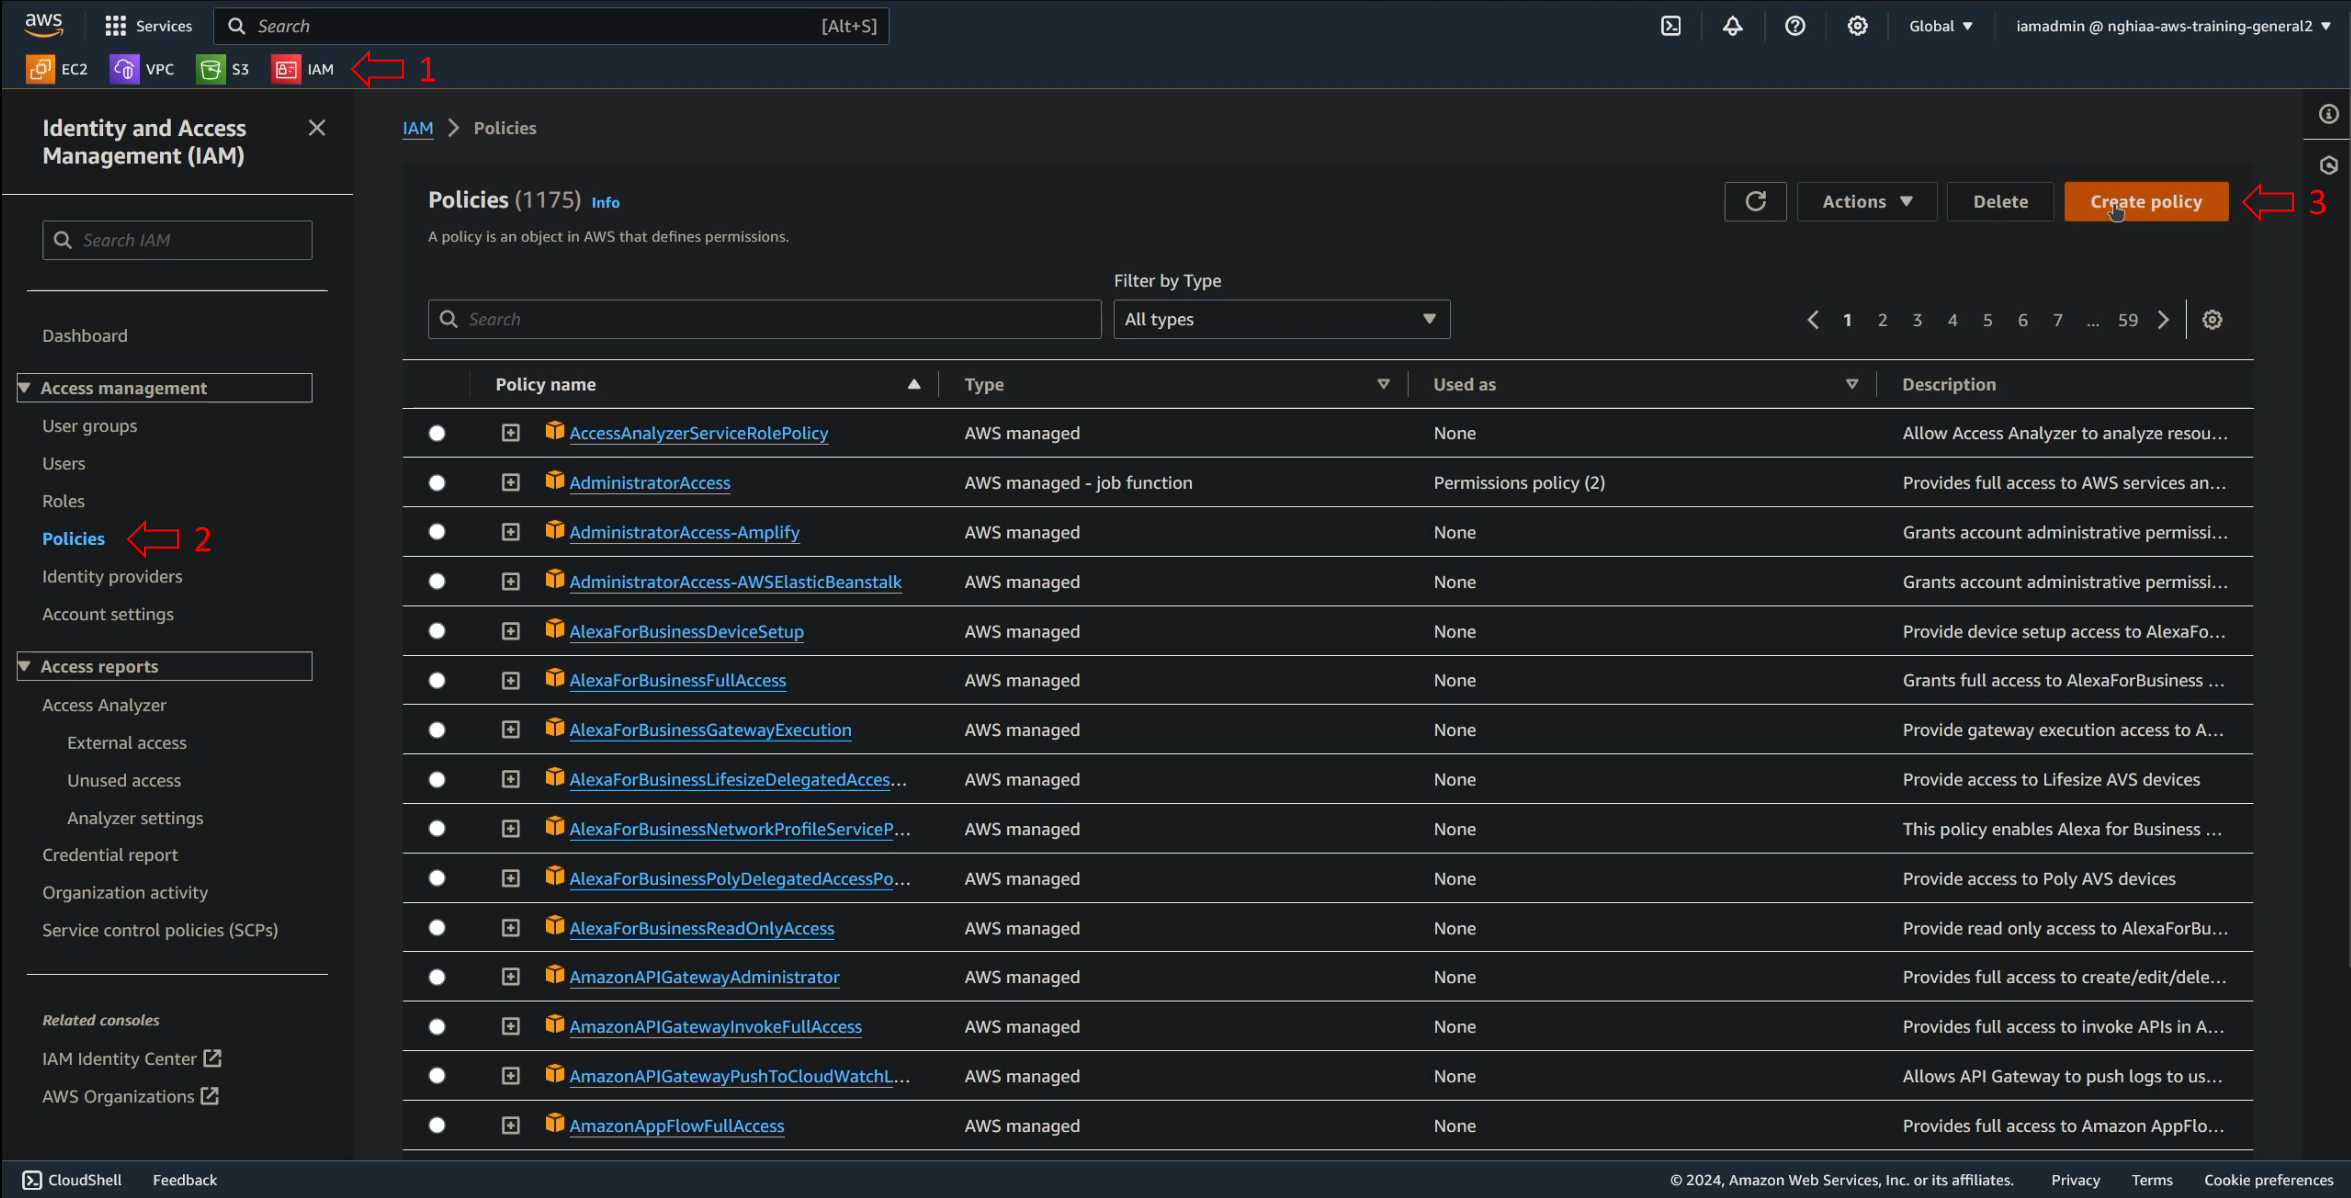 aws Services Search [Alt+S] Global iamadmin @ nghiaa-aws-training-general2
EC2 VPC S3 IAM 1
Identity and Access
Management (IAM)
Search IAM
Dashboard
Access management
User groups
Users
Roles
Policies 2
Identity providers
Account settings
Access reports
Access Analyzer
External access
Unused access
Analyzer settings
Credential report
Organization activity
Service control policies (SCPs)
Related consoles
IAM Identity Center
AWS Organizations
IAM > Policies
Policies (1175) Info
A policy is an object in AWS that defines permissions.
Actions Delete Create policy 3
Filter by Type
Search All types 1 2 3 4 5 6 7 ... 59
Policy name Type Used as Description
AccessAnalyzerServiceRolePolicy AWS managed None Allow Access Analyzer to analyze resou...
AdministratorAccess AWS managed - job function Permissions policy (2) Provides full access to AWS services an...
AdministratorAccess-Amplify AWS managed None Grants account administrative permissi...
AdministratorAccess-AWSElasticBeanstalk AWS managed None Grants account administrative permissi...
AlexaForBusinessDeviceSetup AWS managed None Provide device setup access to AlexaFo...
AlexaForBusinessFullAccess AWS managed None Grants full access to AlexaForBusiness ...
AlexaForBusinessGatewayExecution AWS managed None Provide gateway execution access to A...
AlexaForBusinessLifesizeDelegatedAcces... AWS managed None Provide access to Lifesize AVS devices
AlexaForBusinessNetworkProfileServiceP... AWS managed None This policy enables Alexa for Business ...
AlexaForBusinessPolyDelegatedAccessPo... AWS managed None Provide access to Poly AVS devices
AlexaForBusinessReadOnlyAccess AWS managed None Provide read only access to AlexaForBu...
AmazonAPIGatewayAdministrator AWS managed None Provides full access to create/edit/dele...
AmazonAPIGatewayInvokeFullAccess AWS managed None Provides full access to invoke APIs in A...
AmazonAPIGatewayPushToCloudWatchL... AWS managed None Allows API Gateway to push logs to us...
AmazonAppFlowFullAccess AWS managed None Provides full access to Amazon AppFlo...
CloudShell Feedback © 2024, Amazon Web Services, Inc. or its affiliates. Privacy Terms Cookie preferences